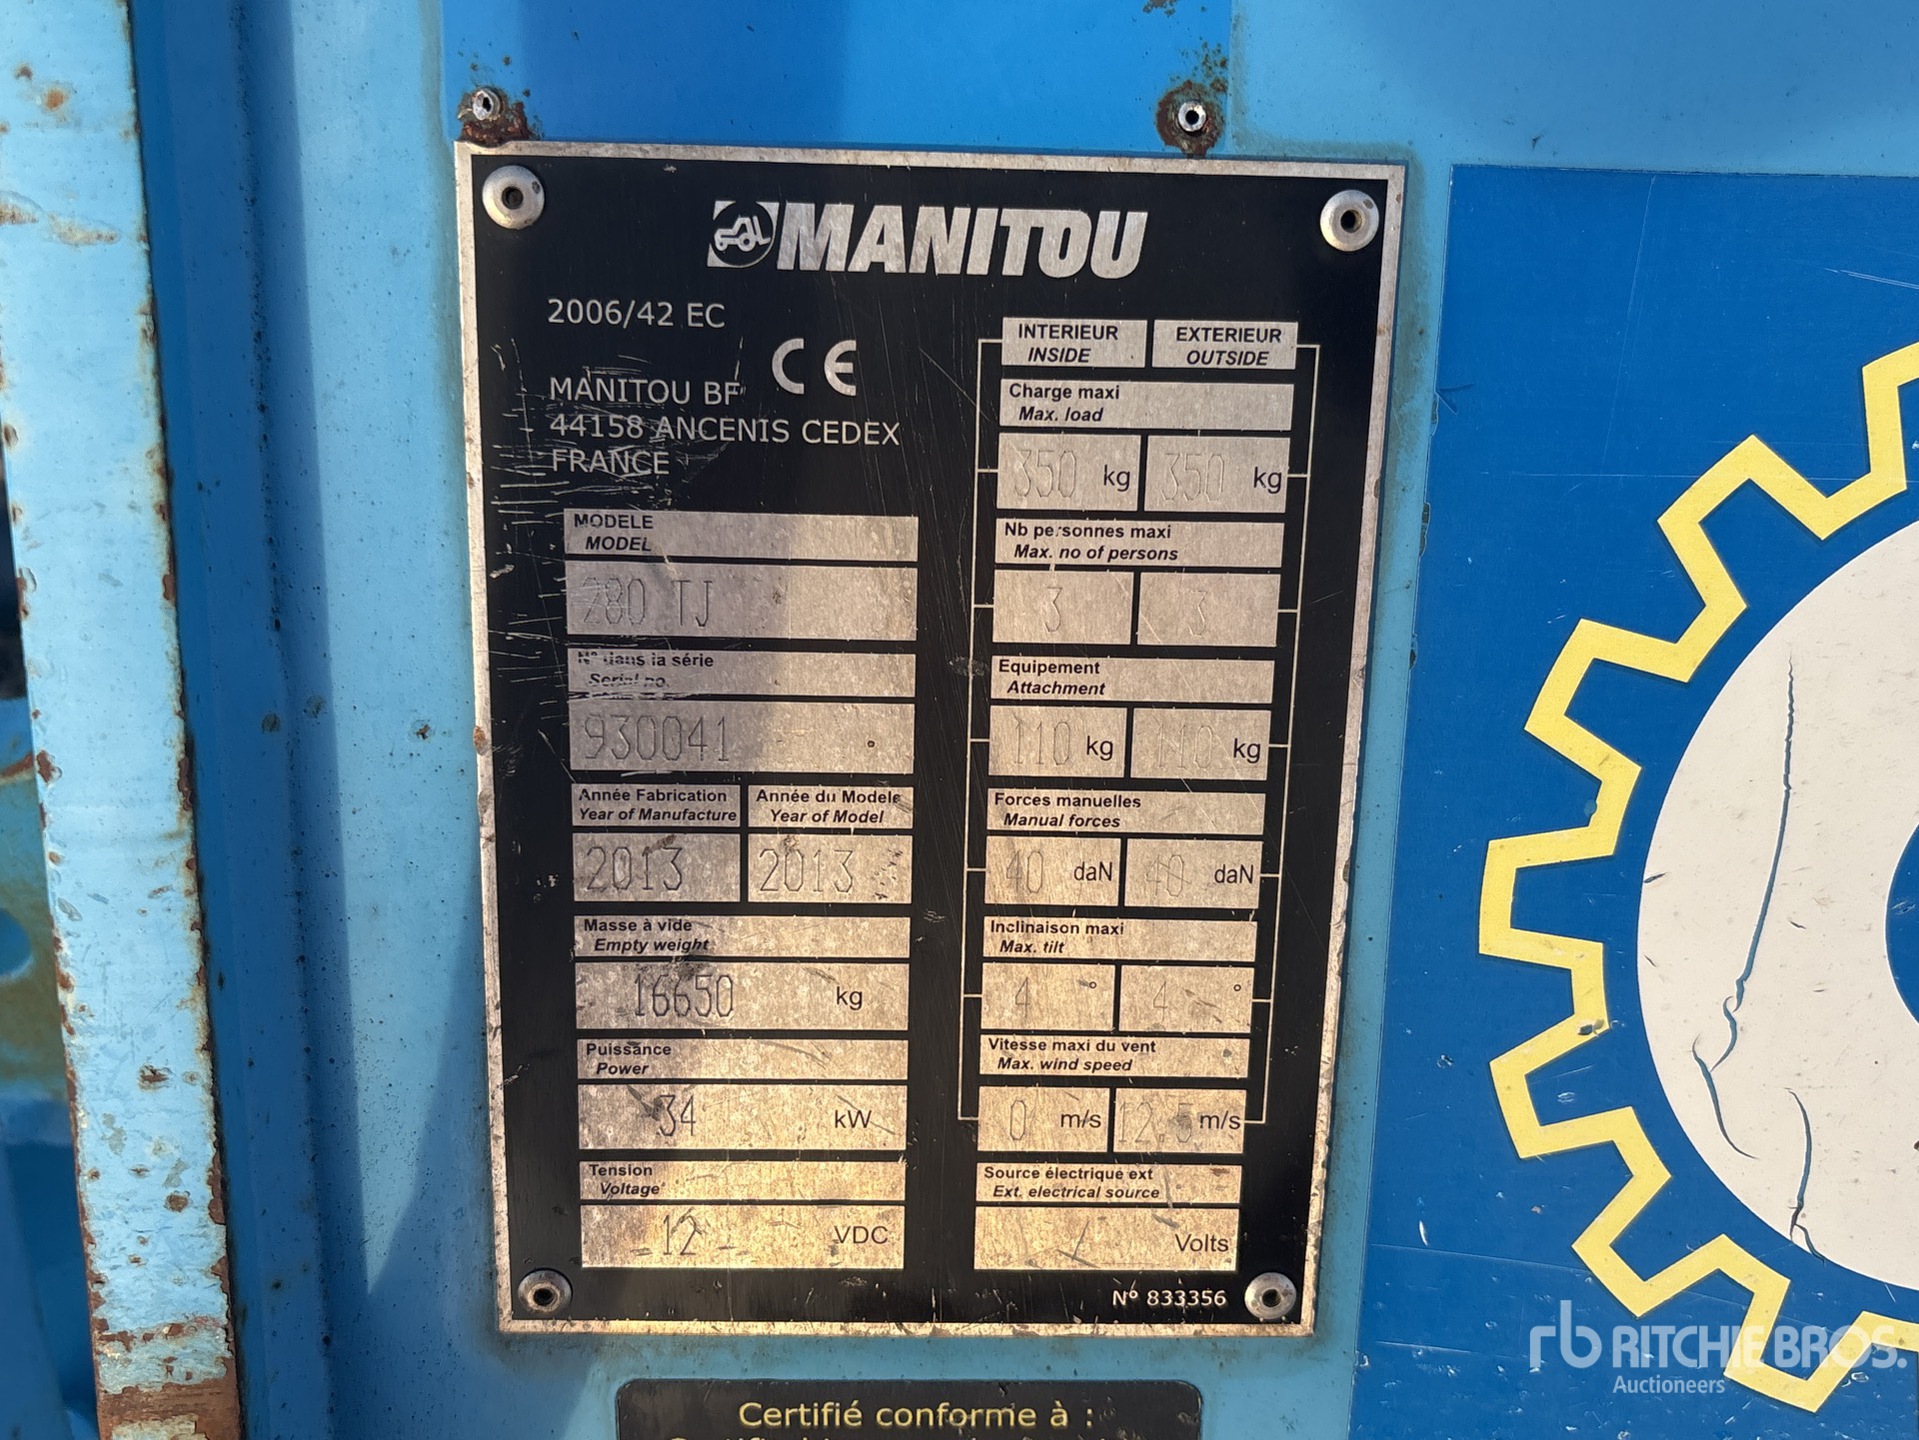 MANITOU
2006/42 EC
CE
MANITOU BF
44158 ANCENIS CEDEX
FRANCE
MODELE
MODEL
280 TJ
N° dans la série
Serial no.
930041
Année Fabrication
Year of Manufacture
2013
Année du Modele
Year of Model
2013
Masse à vide
Empty weight
16650 kg
Puissance
Power
34 kW
Tension
Voltage
12 VDC
INTERIEUR
INSIDE
EXTERIEUR
OUTSIDE
Charge maxi
Max. load
350 kg 350 kg
Nb personnes maxi
Max. no of persons
3 3
Equipement
Attachment
110 kg 110 kg
Forces manuelles
Manual forces
40 daN 40 daN
Inclinaison maxi
Max. tilt
4 ° 4 °
Vitesse maxi du vent
Max. wind speed
0 m/s 12.5 m/s
Source électrique ext
Ext. electrical source
/ Volts
N° 833356
Certifié conforme à :
rb RITCHIE BROS.
Auctioneers